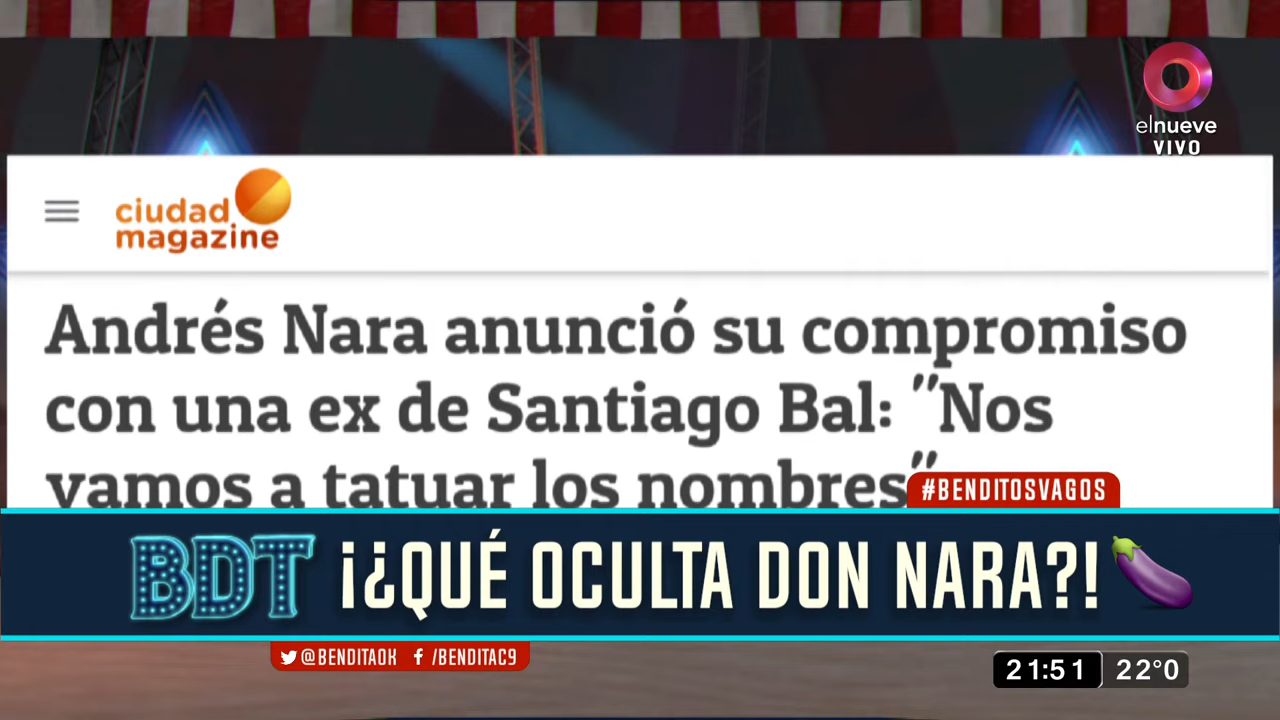 elnueve
VIVO
ciudad
magazine
Andrés Nara anunció su compromiso
con una ex de Santiago Bal: "Nos
vamos a tatuar los nombres"
#BENDITOSVAGOS
BDT ¡¿QUÉ OCULTA DON NARA?!
@BENDITAOK /BENDITAC9
21:51 22°0